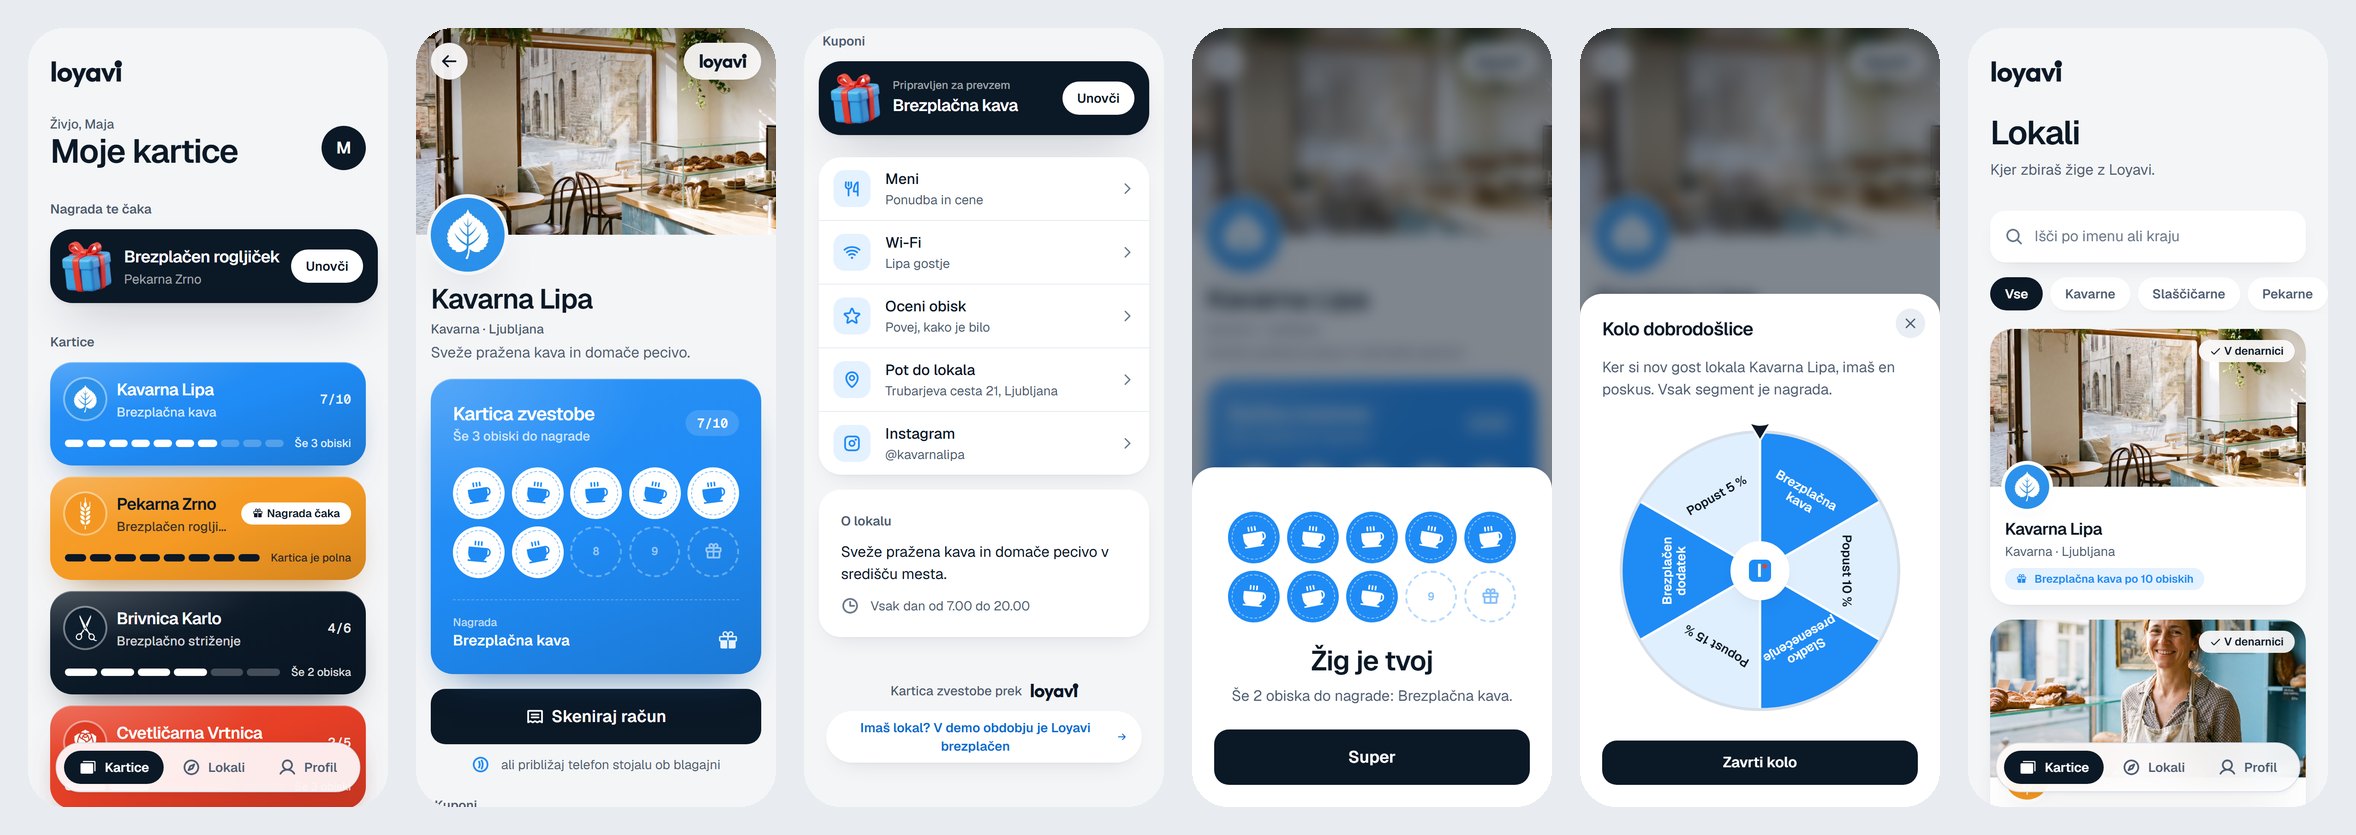 loyavi
Živjo, Maja
Moje kartice
M
Nagrada te čaka
Brezplačen rogljiček
Pekarna Zrno
Unovči
Kartice
Kavarna Lipa
Brezplačna kava
7/10
Še 3 obiski
Pekarna Zrno
Brezplačen roglji...
Nagrada čaka
Kartica je polna
Brivnica Karlo
Brezplačno striženje
4/6
Še 2 obiska
Cvetličarna Vrtnica
Kartice
Lokali
Profil
loyavi
Kavarna Lipa
Kavarna · Ljubljana
Sveže pražena kava in domače pecivo.
Kartica zvestobe
Še 3 obiski do nagrade
7/10
8
9
Nagrada
Brezplačna kava
Skeniraj račun
ali približaj telefon stojalu ob blagajni
Kuponi
Kuponi
Pripravljen za prevzem
Brezplačna kava
Unovči
Meni
Ponudba in cene
Wi-Fi
Lipa gostje
Oceni obisk
Povej, kako je bilo
Pot do lokala
Trubarjeva cesta 21, Ljubljana
Instagram
@kavarnalipa
O lokalu
Sveže pražena kava in domače pecivo v
središču mesta.
Vsak dan od 7.00 do 20.00
Kartica zvestobe prek loyavi
Imaš lokal? V demo obdobju je Loyavi
brezplačen
9
Žig je tvoj
Še 2 obiska do nagrade: Brezplačna kava.
Super
Kolo dobrodošlice
Ker si nov gost lokala Kavarna Lipa, imaš en
poskus. Vsak segment je nagrada.
Brezplačna
kava
Popust 10 %
Sladko
presenečenje
Popust 15 %
Brezplačen
dodatek
Popust 5 %
Zavrti kolo
loyavi
Lokali
Kjer zbiraš žige z Loyavi.
Išči po imenu ali kraju
Vse
Kavarne
Slaščičarne
Pekarne
V denarnici
Kavarna Lipa
Kavarna · Ljubljana
Brezplačna kava po 10 obiskih
V denarnici
Kartice
Lokali
Profil